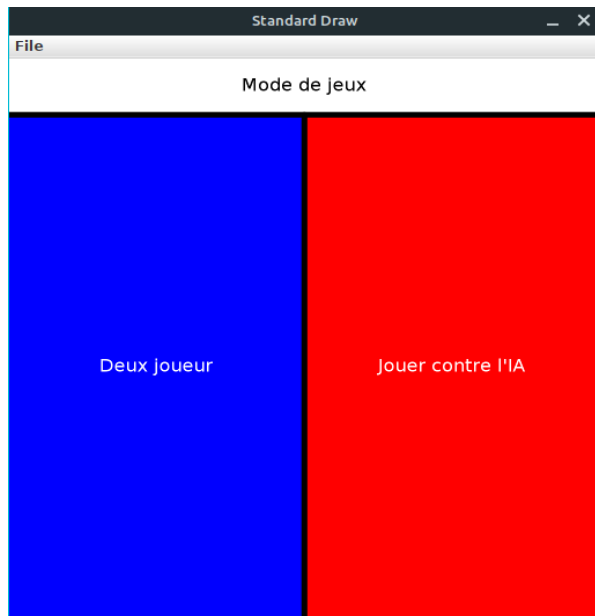 Standard Draw
File
Mode de jeux
Deux joueur
Jouer contre l'IA